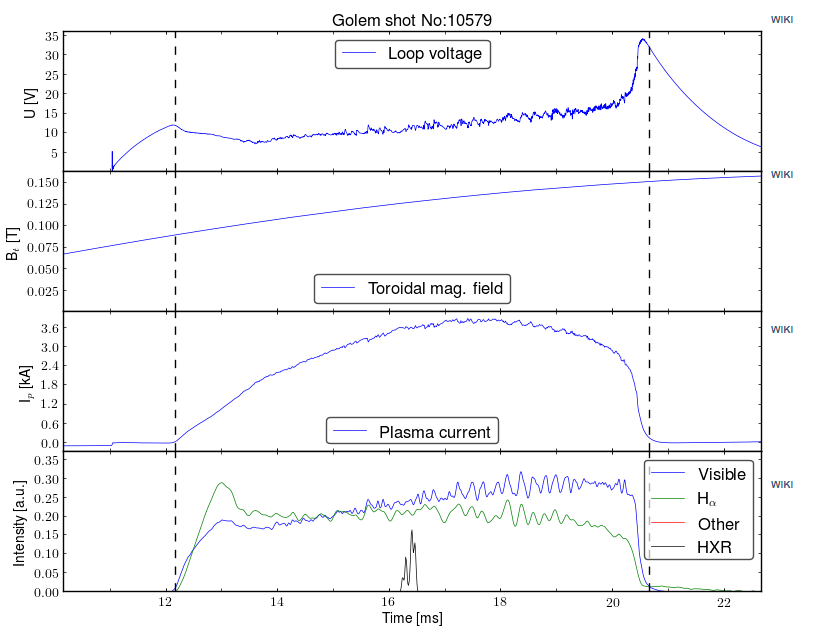 Golem shot No:10579
WIKI
35
30
25
20
15
10
5
U [V]
Loop voltage
WIKI
0.150
0.125
0.100
0.075
0.050
0.025
Bt [T]
Toroidal mag. field
WIKI
3.6
3.0
2.4
1.8
1.2
0.6
0.0
Ip [kA]
Plasma current
WIKI
0.35
0.30
0.25
0.20
0.15
0.10
0.05
0.00
Intensity [a.u.]
Visible
Hα
Other
HXR
12 14 16 18 20 22
Time [ms]